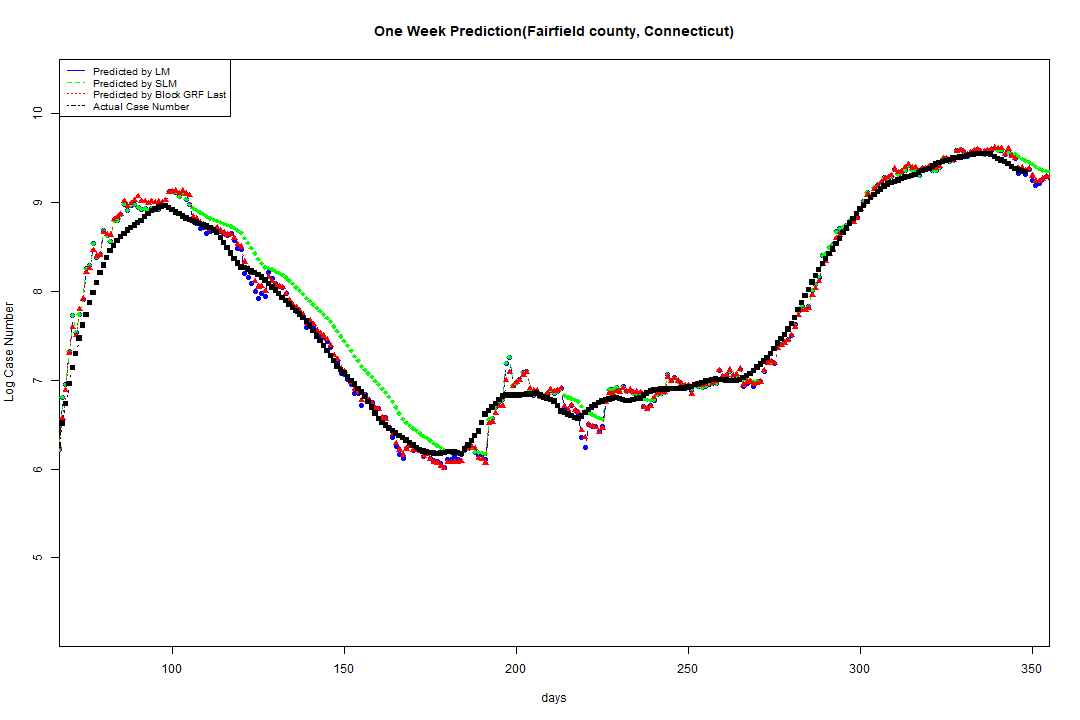 One Week Prediction(Fairfield county, Connecticut)
Predicted by LM
Predicted by SLM
Predicted by Block GRF Last
Actual Case Number
Log Case Number
10
9
8
7
6
5
100 150 200 250 300 350
days